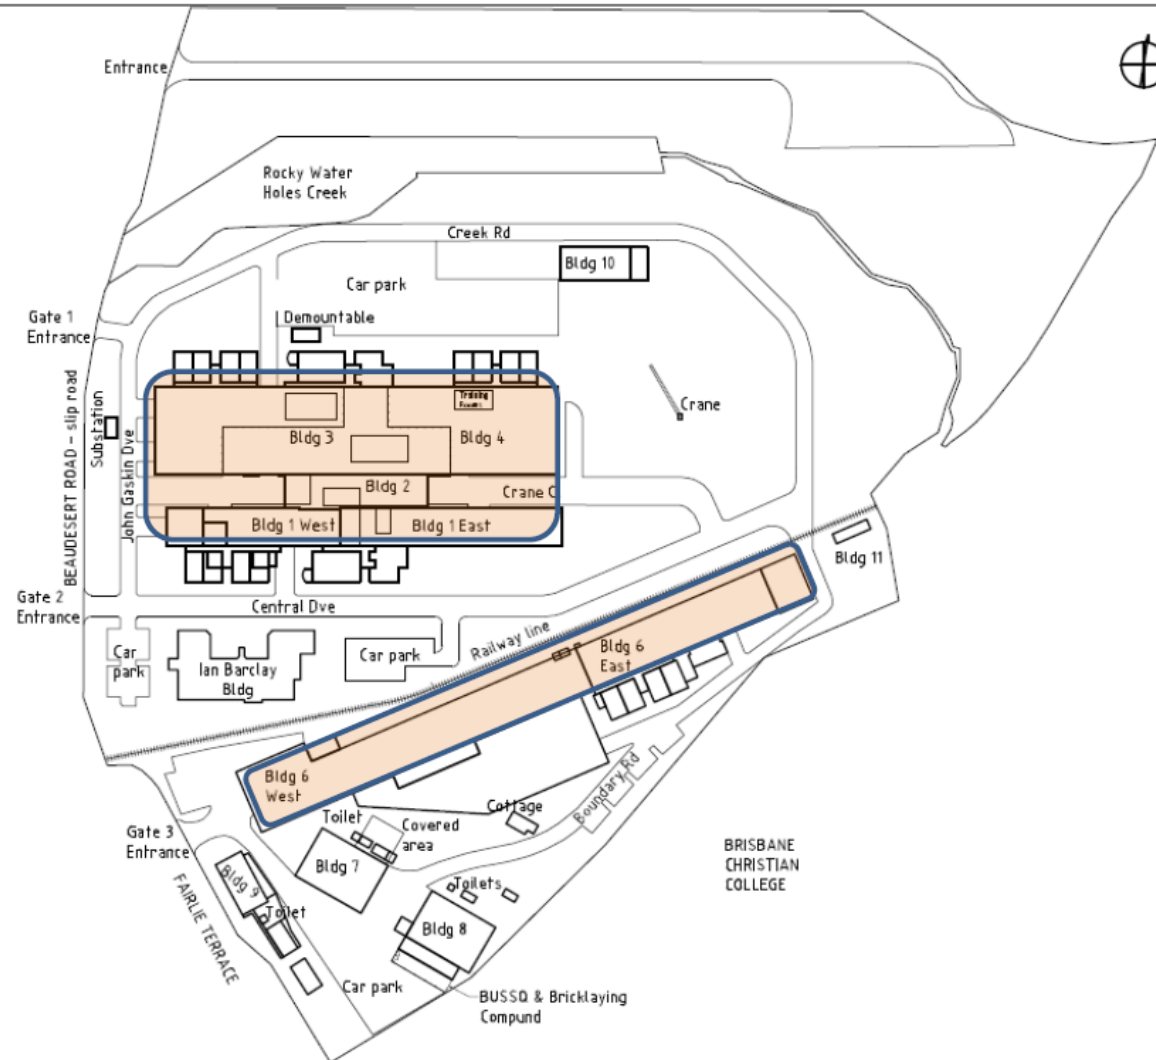 Entrance
Rocky Water
Holes Creek
Creek Rd
Bldg 10
Car park
Gate 1
Entrance
Demountable
BEAUDESERT ROAD - slip road
Substation
John Gaskin Dve
Training
Rooms
Crane
Bldg 3
Bldg 4
Bldg 2
Crane C
Bldg 1 West
Bldg 1 East
Bldg 11
Gate 2
Entrance
Central Dve
Railway line
Car
park
Ian Barclay
Bldg
Car park
Bldg 6
East
Bldg 6
West
Boundary Rd
Cottage
Toilet
Covered
area
Gate 3
Entrance
Bldg 7
BRISBANE
CHRISTIAN
COLLEGE
Bldg 9
Toilets
Toilet
FAIRLIE TERRACE
Bldg 8
Car park
BUSSQ & Bricklaying
Compund